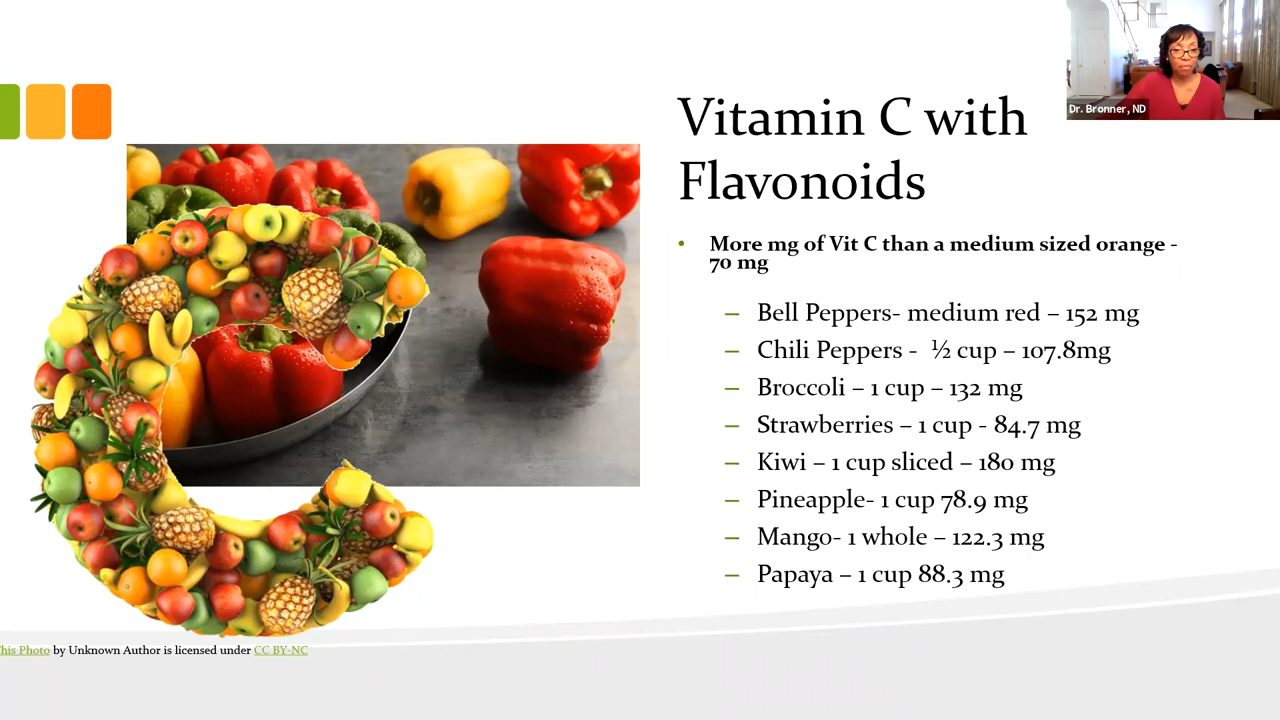 Dr. Bronner, ND
Vitamin C with
Flavonoids
• More mg of Vit C than a medium sized orange -
70 mg
– Bell Peppers- medium red – 152 mg
– Chili Peppers - ½ cup – 107.8mg
– Broccoli – 1 cup – 132 mg
– Strawberries – 1 cup - 84.7 mg
– Kiwi – 1 cup sliced – 180 mg
– Pineapple- 1 cup 78.9 mg
– Mango- 1 whole – 122.3 mg
– Papaya – 1 cup 88.3 mg
This Photo by Unknown Author is licensed under CC BY-NC